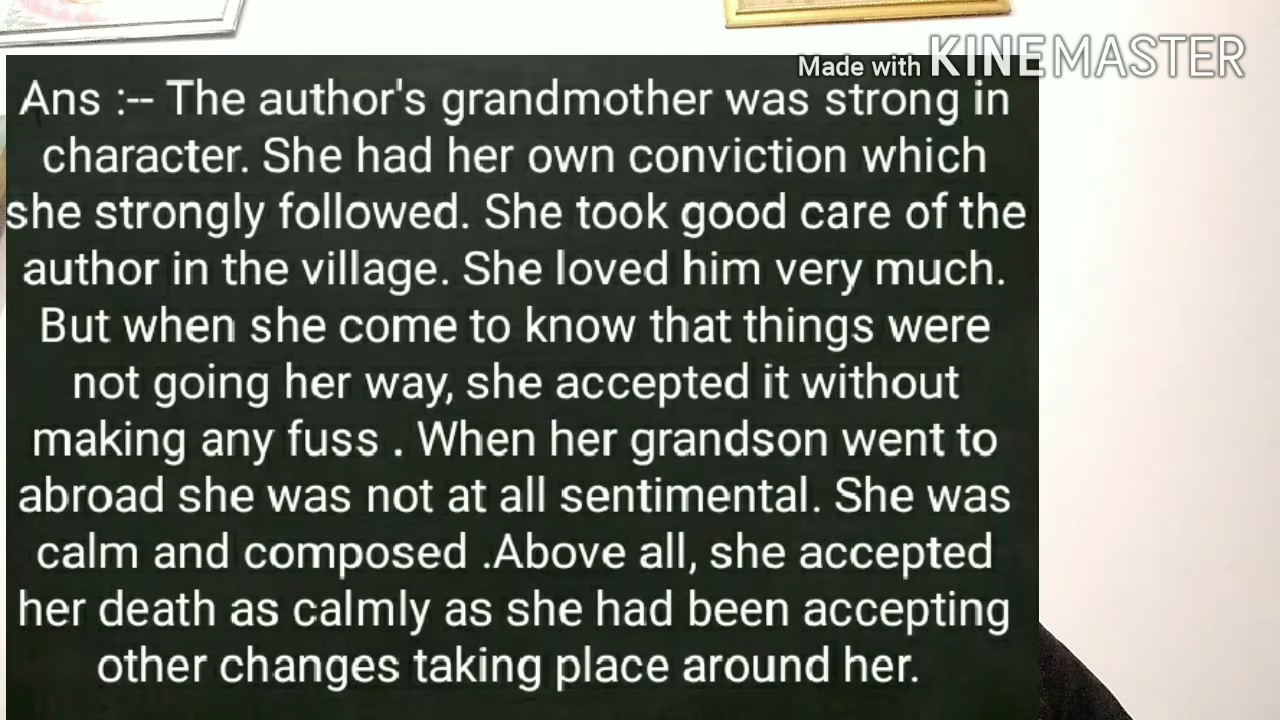 Made with KINEMASTER
Ans :-- The author's grandmother was strong in
character. She had her own conviction which
she strongly followed. She took good care of the
author in the village. She loved him very much.
But when she come to know that things were
not going her way, she accepted it without
making any fuss . When her grandson went to
abroad she was not at all sentimental. She was
calm and composed .Above all, she accepted
her death as calmly as she had been accepting
other changes taking place around her.